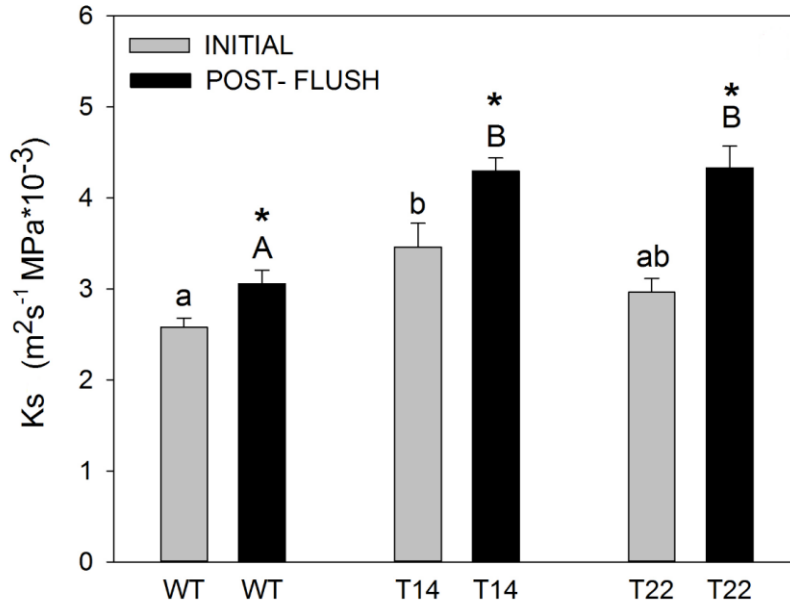 6
INITIAL
POST- FLUSH
5
* *
B B
4
b
*
A
ab
3
a
2
1
0
Ks (m²s⁻¹ MPa*10⁻³)
WT WT T14 T14 T22 T22